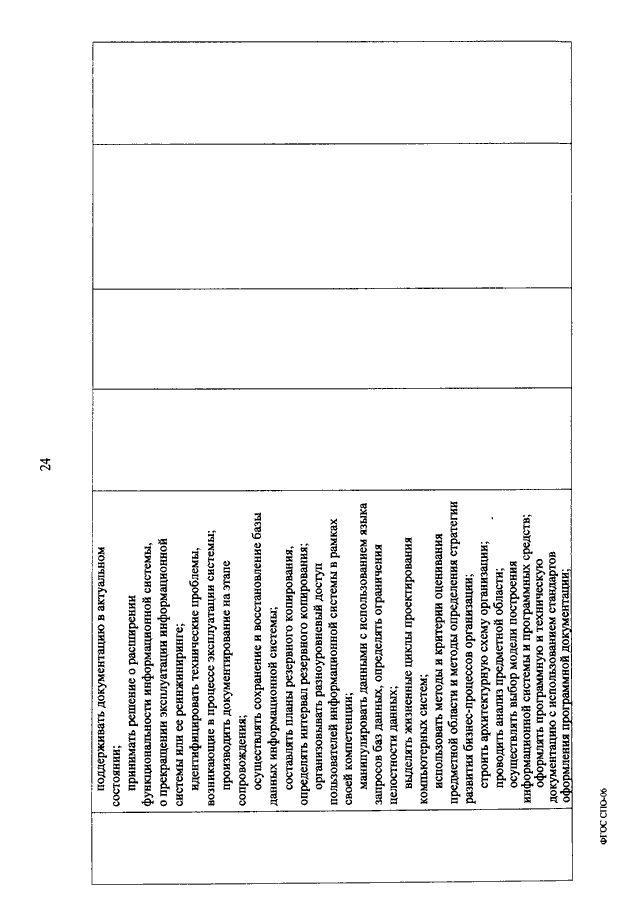 24
поддерживать документацию в актуальном
состоянии;
принимать решение о расширении
функциональности информационной системы,
о прекращении эксплуатации информационной
системы или ее реинжиниринге;
идентифицировать технические проблемы,
возникающие в процессе эксплуатации системы;
производить документирование на этапе
сопровождения;
осуществлять сохранение и восстановление базы
данных информационной системы;
составлять планы резервного копирования,
определять интервал резервного копирования;
организовывать разноуровневый доступ
пользователей информационной системы в рамках
своей компетенции;
манипулировать данными с использованием языка
запросов баз данных, определять ограничения
целостности данных;
выделять жизненные циклы проектирования
компьютерных систем;
использовать методы и критерии оценивания
предметной области и методы определения стратегии
развития бизнес-процессов организации;
строить архитектурную схему организации;
проводить анализ предметной области;
осуществлять выбор модели построения
информационной системы и программных средств;
оформлять программную и техническую
документацию с использованием стандартов
оформления программной документации;
ФГОС СПО-06